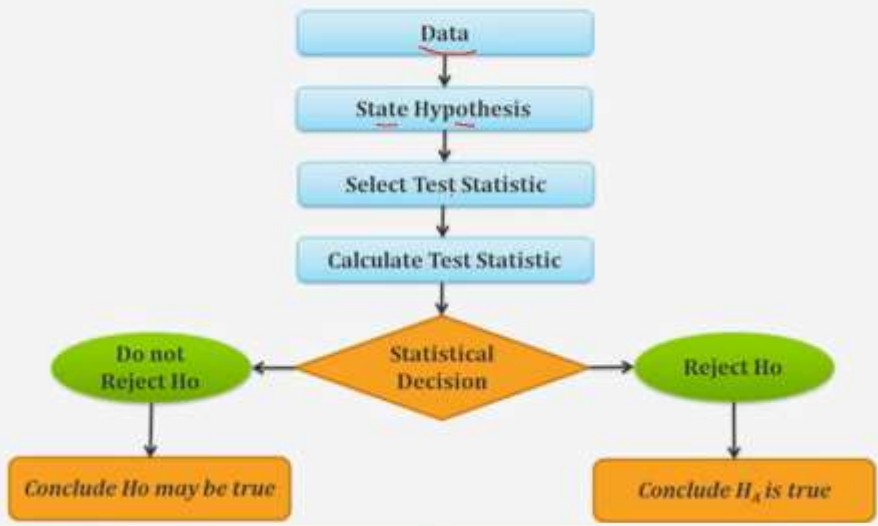 Data
State Hypothesis
Select Test Statistic
Calculate Test Statistic
Statistical
Decision
Do not
Reject Ho
Reject Ho
Conclude Ho may be true
Conclude H_A is true